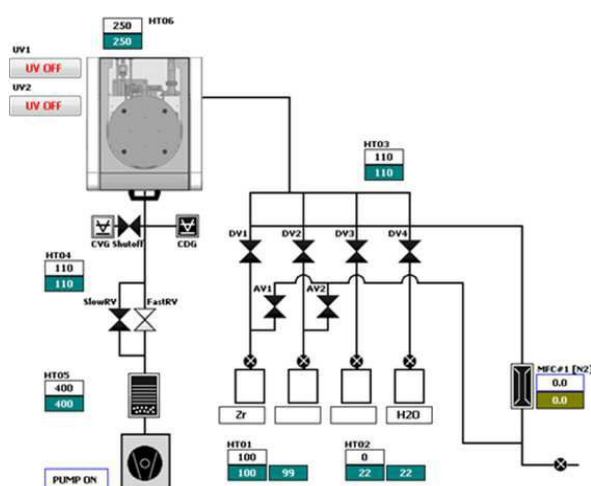 HT06
250
250
UV1
UV OFF
UV2
UV OFF
HT03
110
110
CVG Shutoff CDG
DV1 DV2 DV3 DV4
HT04
110
110
AV1 AV2
SlowRV FastRV
HT05
400
400
MFC#1 [N2]
0.0
0.0
Zr H2O
HT01
100
100 99
HT02
0
22 22
PUMP ON